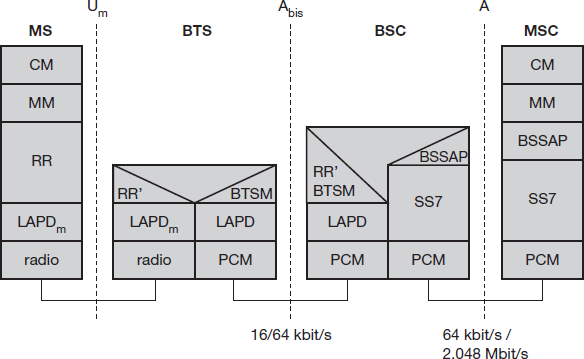 Um
Abis
A
MS
BTS
BSC
MSC
CM
CM
MM
MM
RR
RR’
BTSM
RR’
BTSM
BSSAP
BSSAP
SS7
SS7
LAPDm
LAPDm
LAPD
LAPD
radio
radio
PCM
PCM
PCM
PCM
16/64 kbit/s
64 kbit/s /
2.048 Mbit/s